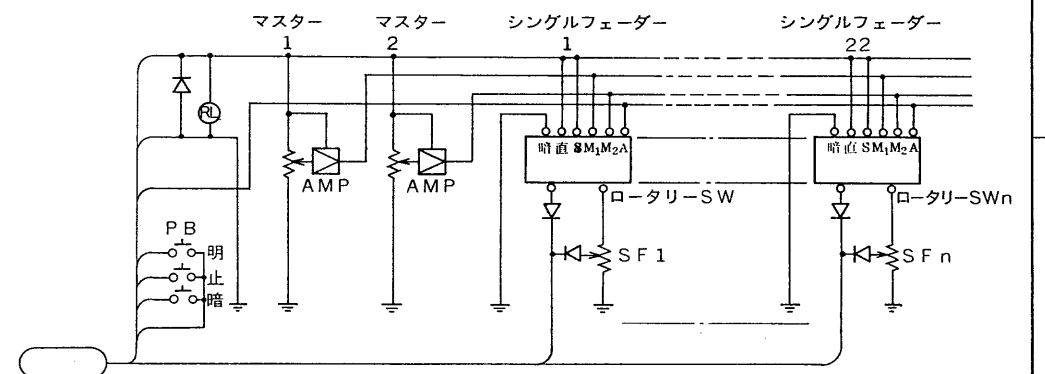 マスター
1
マスター
2
シングルフェーダー
1
シングルフェーダー
22
RL
AMP
AMP
暗 直 S M₁ M₂ A
暗 直 S M₁ M₂ A
ロータリーSW
ロータリーSWn
PB
明
止
暗
SF1
SFn